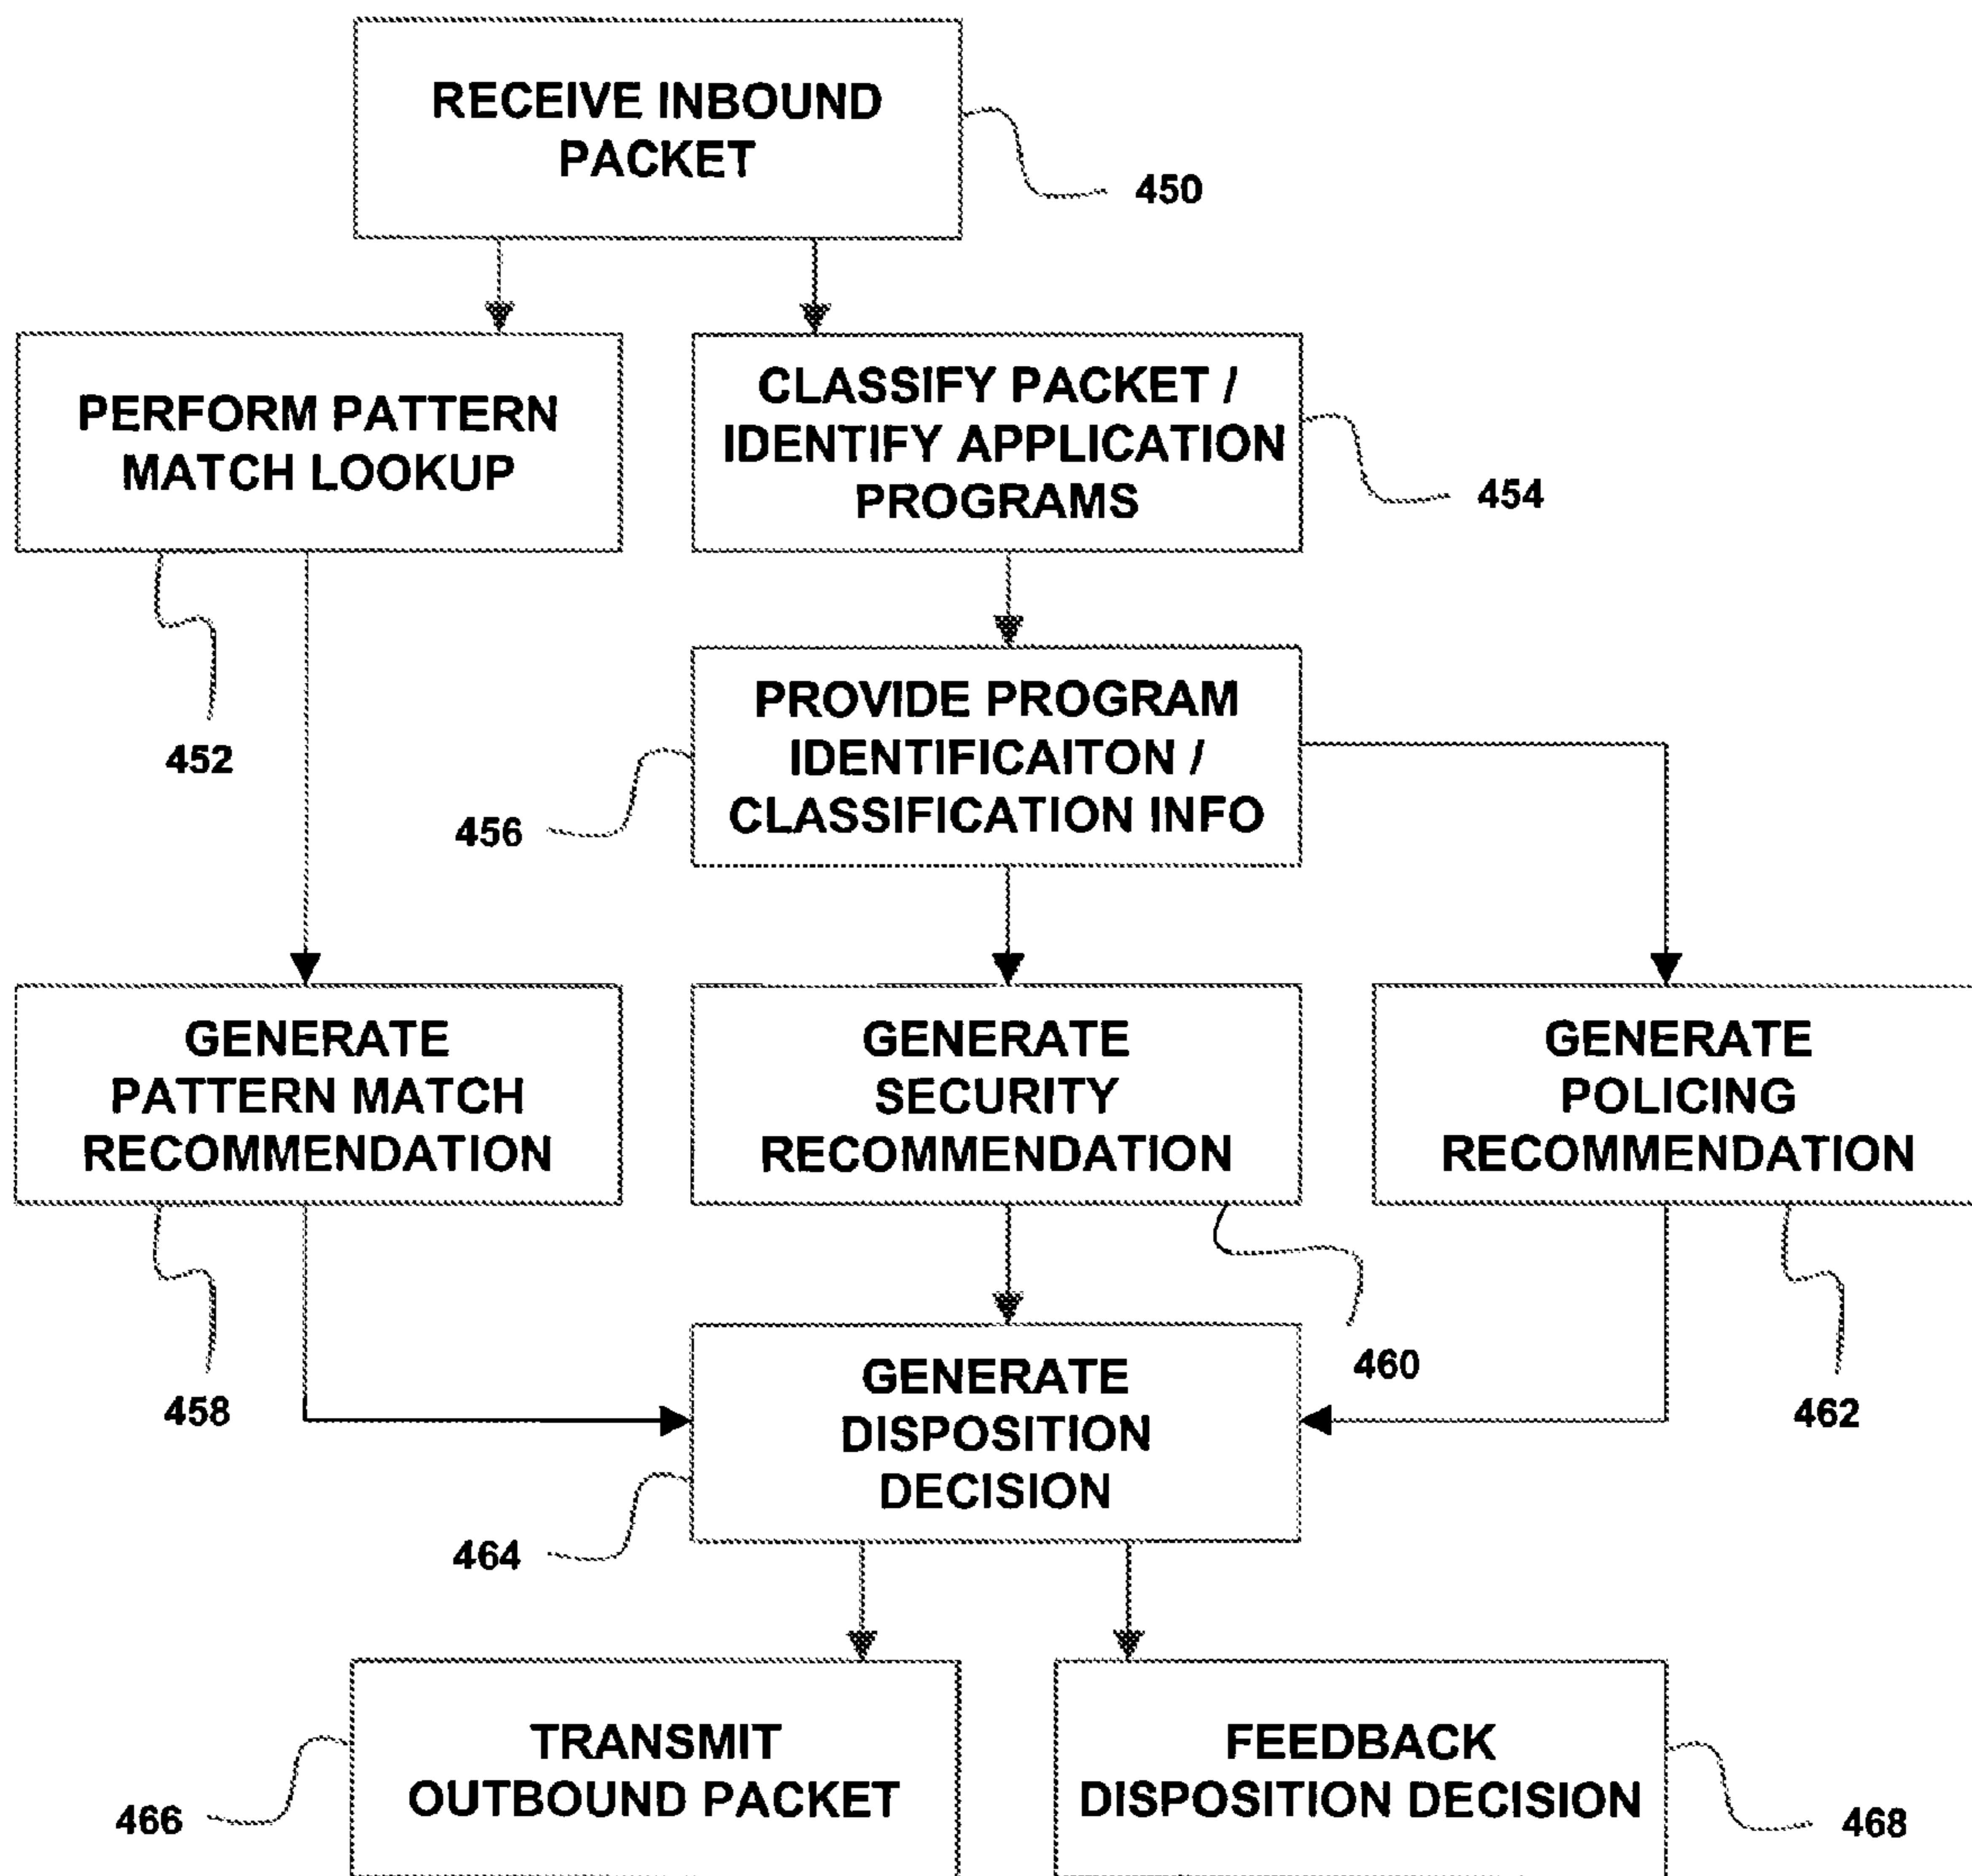 RECEIVE INBOUND
PACKET
450
PERFORM PATTERN
MATCH LOOKUP
452
CLASSIFY PACKET /
IDENTIFY APPLICATION
PROGRAMS
454
PROVIDE PROGRAM
IDENTIFICAITON /
CLASSIFICATION INFO
456
GENERATE
PATTERN MATCH
RECOMMENDATION
458
GENERATE
SECURITY
RECOMMENDATION
460
GENERATE
POLICING
RECOMMENDATION
462
GENERATE
DISPOSITION
DECISION
464
TRANSMIT
OUTBOUND PACKET
466
FEEDBACK
DISPOSITION DECISION
468